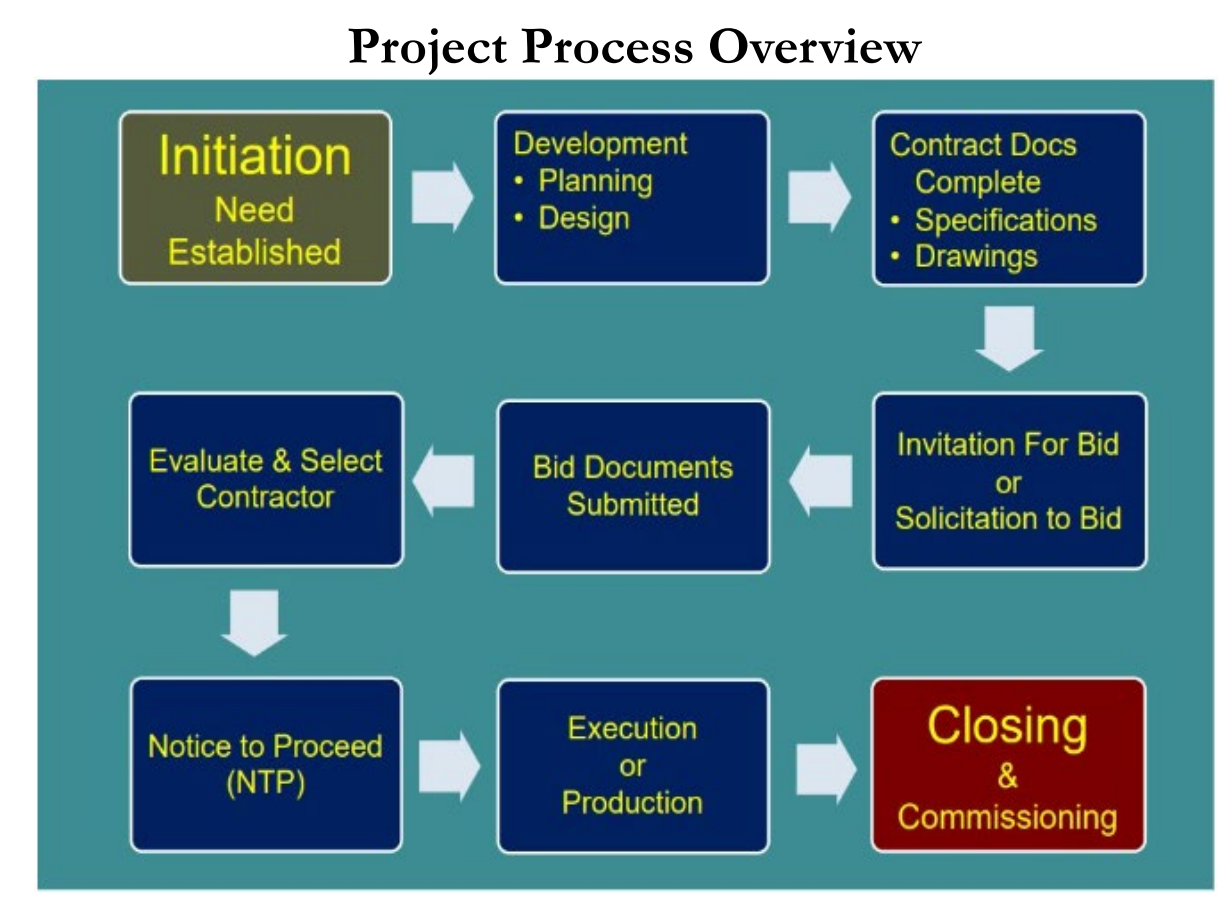 Project Process Overview
Initiation
Need
Established
Development
• Planning
• Design
Contract Docs
Complete
• Specifications
• Drawings
Invitation For Bid
or
Solicitation to Bid
Bid Documents
Submitted
Evaluate & Select
Contractor
Notice to Proceed
(NTP)
Execution
or
Production
Closing
&
Commissioning